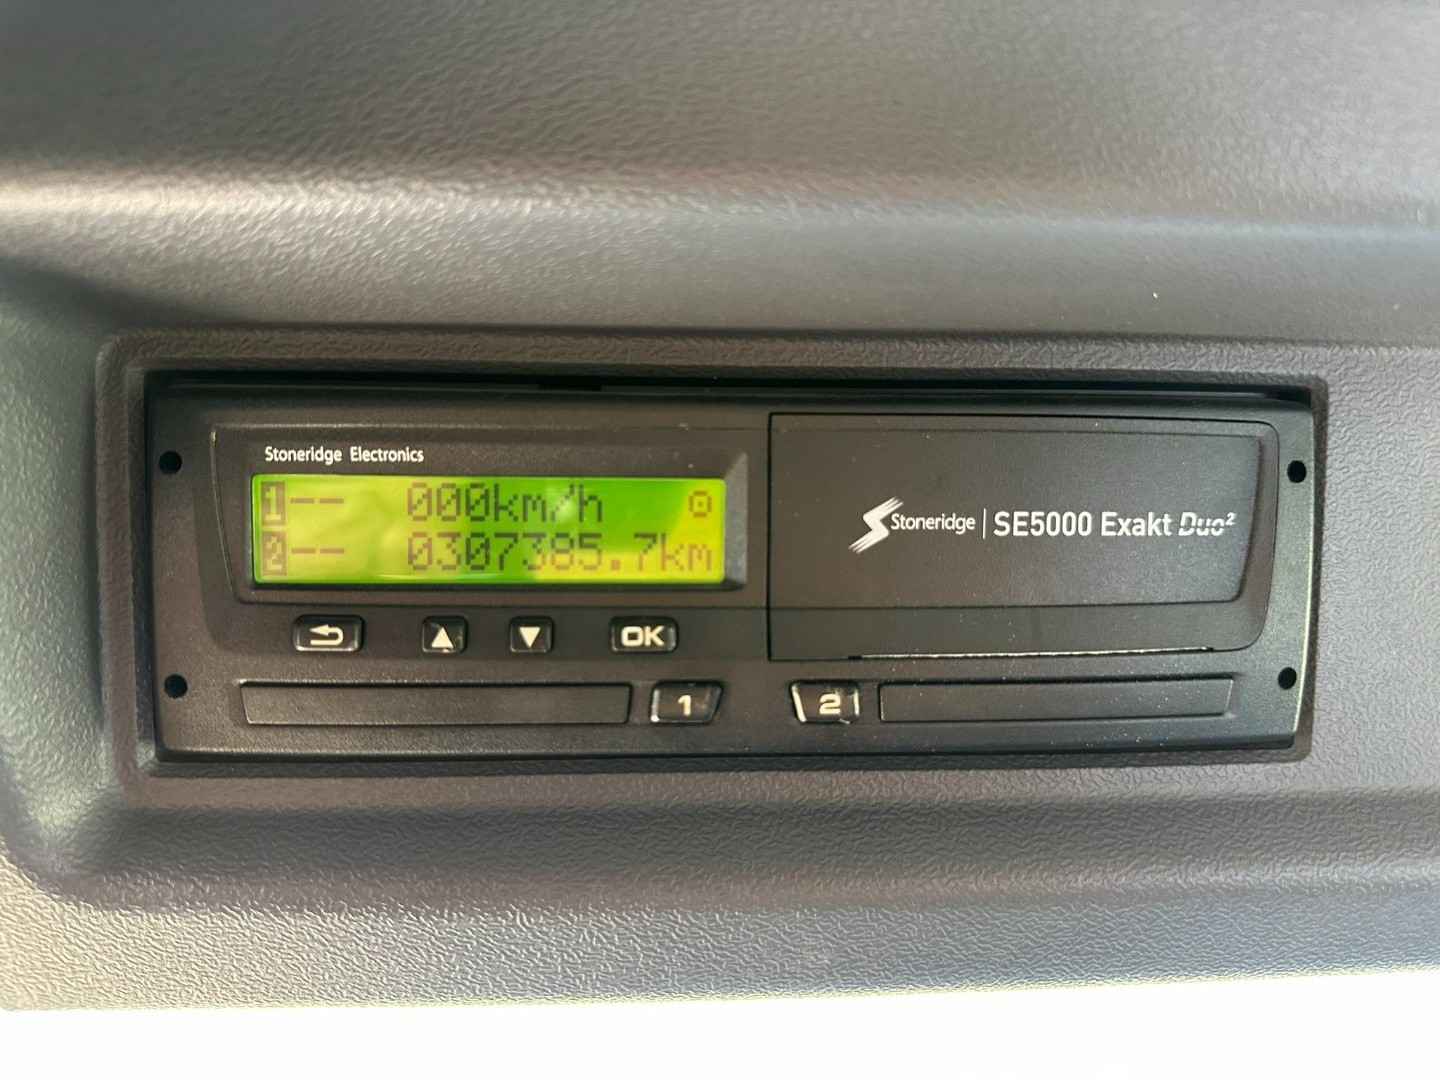 Stoneridge Electronics
1-- 000km/h
2-- 0307385.7km
OK
1
2
Stoneridge | SE5000 Exakt Duo²